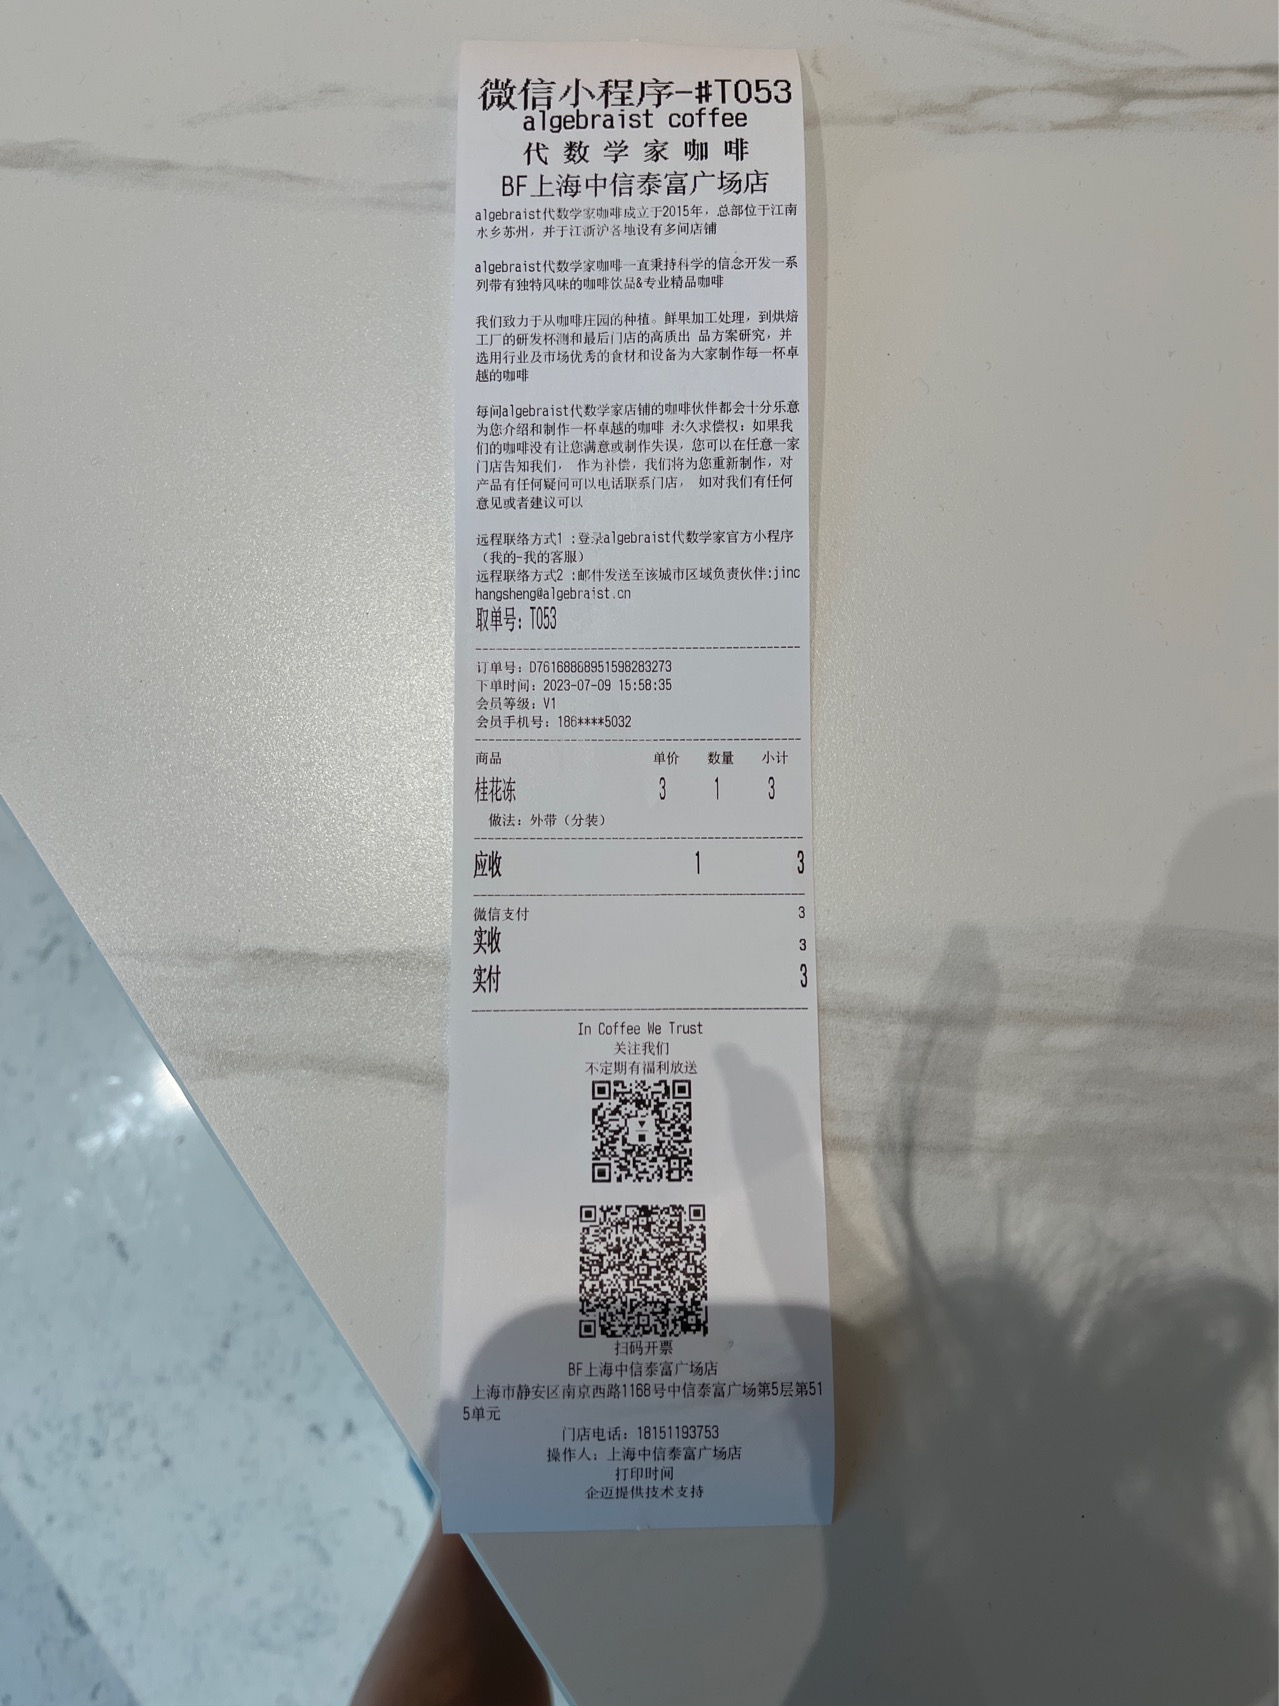 微信小程序-#T053
algebraist coffee
代数学家咖啡
BF上海中信泰富广场店
algebraist代数学家咖啡成立于2015年，总部位于江南
水乡苏州，并于江浙沪各地设有多间店铺
algebraist代数学家咖啡一直秉持科学的信念开发一系
列带有独特风味的咖啡饮品&专业精品咖啡
我们致力于从咖啡庄园的种植。鲜果加工处理，到烘焙
工厂的研发杯测和最后门店的高质出 品方案研究，并
选用行业及市场优秀的食材和设备为大家制作每一杯卓
越的咖啡
每间algebraist代数学家店铺的咖啡伙伴都会十分乐意
为您介绍和制作一杯卓越的咖啡 永久求偿权：如果我
们的咖啡没有让您满意或制作失误，您可以在任意一家
门店告知我们， 作为补偿，我们将为您重新制作，对
产品有任何疑问可以电话联系门店， 如对我们有任何
意见或者建议可以
远程联络方式1 :登录algebraist代数学家官方小程序
（我的-我的客服）
远程联络方式2 :邮件发送至该城市区域负责伙伴:jinc
hangsheng@algebraist.cn
取单号：T053
订单号：D76168868951598283273
下单时间：2023-07-09 15:58:35
会员等级：V1
会员手机号：186****5032
商品 单价 数量 小计
桂花冻 3 1 3
做法：外带（分装）
应收 1 3
微信支付 3
实收 3
实付 3
In Coffee We Trust
关注我们
不定期有福利放送
扫码开票
BF上海中信泰富广场店
上海市静安区南京西路1168号中信泰富广场第5层第51
5单元
门店电话：18151193753
操作人：上海中信泰富广场店
打印时间
企迈提供技术支持